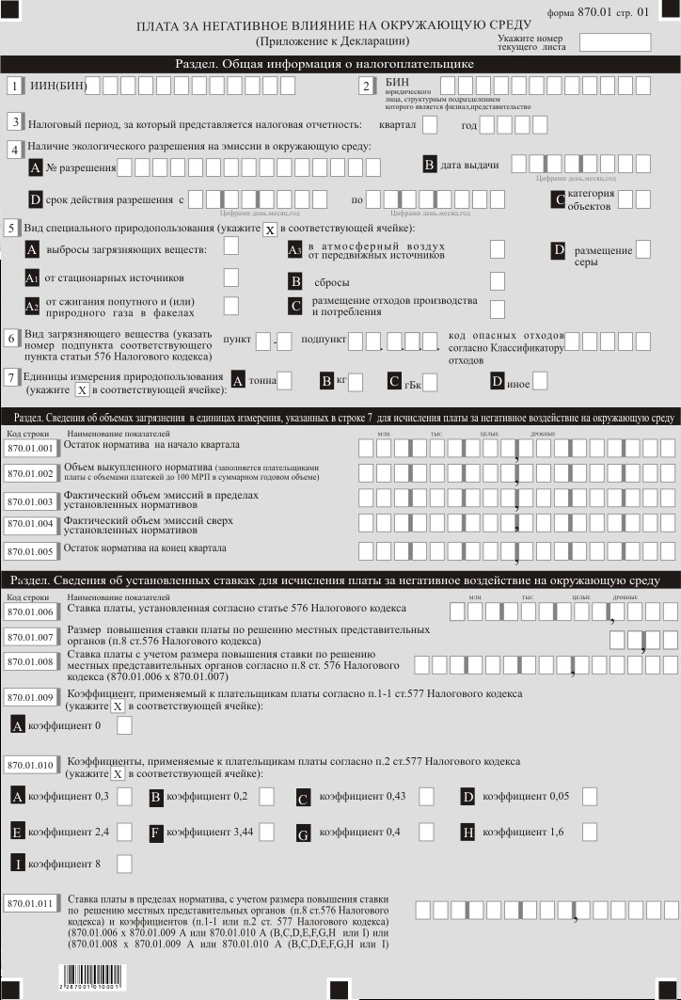 форма 870.01 стр. 01
ПЛАТА ЗА НЕГАТИВНОЕ ВЛИЯНИЕ НА ОКРУЖАЮЩУЮ СРЕДУ
(Приложение к Декларации)
Укажите номер
текущего листа
Раздел. Общая информация о налогоплательщике
1 ИИН(БИН)
2 БИН
юридического
лица, структурным подразделением
которого является филиал,представительство
3 Налоговый период, за который представляется налоговая отчетность: квартал год
4 Наличие экологического разрешения на эмиссии в окружающую среду:
A № разрешения
B дата выдачи
Цифрами день,месяц,год
D срок действия разрешения с по
Цифрами день,месяц,год
Цифрами день,месяц,год
C категория
объектов
5 Вид специального природопользования (укажите X в соответствующей ячейке):
A выбросы загрязняющих веществ:
A3 в атмосферный воздух
от передвижных источников
D размещение
серы
A1 от стационарных источников
B сбросы
A2 от сжигания попутного и (или)
природного газа в факелах
C размещение отходов производства
и потребления
6 Вид загрязняющего вещества (указать
номер подпункта соответствующего
пункта статьи 576 Налогового кодекса)
пункт - подпункт . . . .
код опасных отходов
согласно Классификатору
отходов
7 Единицы измерения природопользования
(укажите X в соответствующей ячейке):
A тонна B кг C гБк D иное
Раздел. Сведения об объемах загрязнения в единицах измерения, указанных в строке 7 для исчисления платы за негативное воздействие на окружающую среду
Код строки Наименование показателей МЛН. ТЫС. ЦЕЛЫЕ ДРОБНЫЕ
870.01.001 Остаток норматива на начало квартала ,
870.01.002 Объем выкупленного норматива (заполняется плательщиками
платы с объемами платежей до 100 МРП в суммарном годовом объеме) ,
870.01.003 Фактический объем эмиссий в пределах
установленных нормативов ,
870.01.004 Фактический объем эмиссий сверх
установленных нормативов ,
870.01.005 Остаток норматива на конец квартала ,
Раздел. Сведения об установленных ставках для исчисления платы за негативное воздействие на окружающую среду
Код строки Наименование показателей МЛН. ТЫС. ЦЕЛЫЕ ДРОБНЫЕ
870.01.006 Ставка платы, установленная согласно статье 576 Налогового кодекса ,
870.01.007 Размер повышения ставки платы по решению местных представительных
органов (п.8 ст.576 Налогового кодекса) ,
870.01.008 Ставка платы с учетом размера повышения ставки по решению
местных представительных органов согласно п.8 ст. 576 Налогового
кодекса (870.01.006 x 870.01.007) ,
870.01.009 Коэффициент, применяемый к плательщикам платы согласно п.1-1 ст.577 Налогового кодекса
(укажите X в соответствующей ячейке):
A коэффициент 0
870.01.010 Коэффициенты, применяемые к плательщикам платы согласно п.2 ст.577 Налогового кодекса
(укажите X в соответствующей ячейке):
A коэффициент 0,3 B коэффициент 0,2 C коэффициент 0,43 D коэффициент 0,05
E коэффициент 2,4 F коэффициент 3,44 G коэффициент 0,4 H коэффициент 1,6
I коэффициент 8
870.01.011 Ставка платы в пределах норматива, с учетом размера повышения ставки
по решению местных представительных органов (п.8 ст.576 Налогового
кодекса) и коэффициентов (п.1-1 или п.2 ст. 577 Налогового кодекса)
(870.01.006 x 870.01.009 A или 870.01.010 A (B,C,D,E,F,G,H или I) или
(870.01.008 x 870.01.009 A или 870.01.010 A (B,C,D,E,F,G,H или I)
,
2 287001 010001